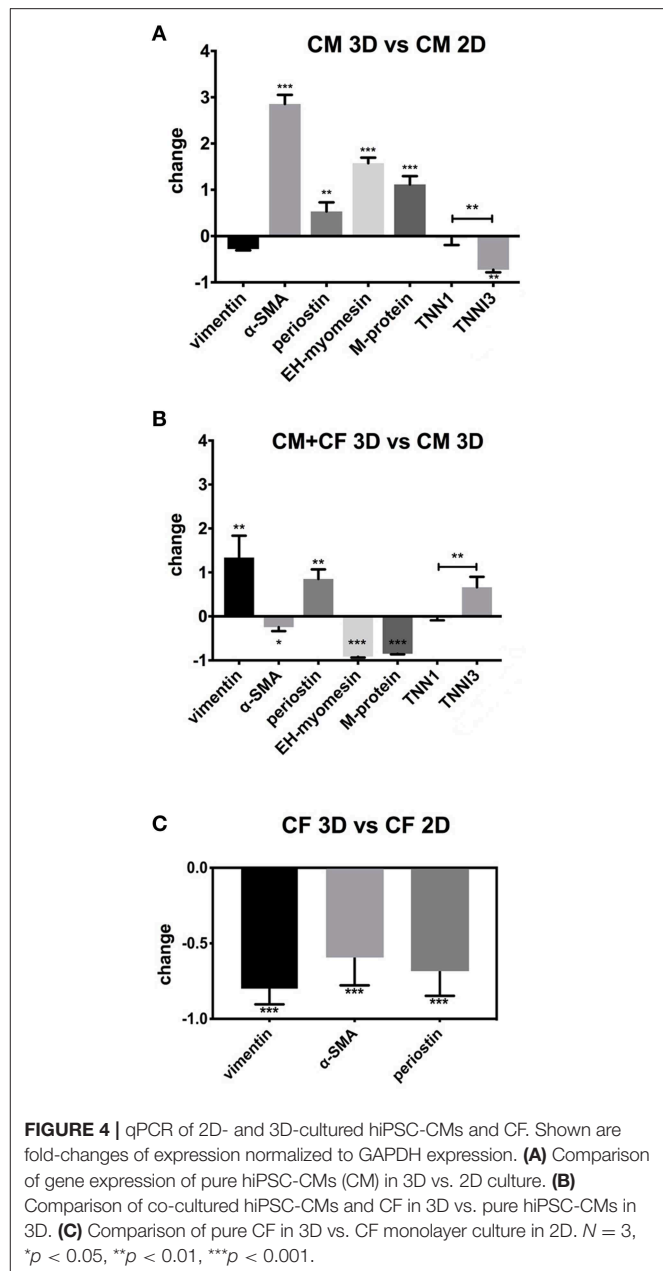 A
CM 3D vs CM 2D
change
4
3
2
1
0
-1
***
**
***
***
**
**
vimentin
α-SMA
periostin
EH-myomesin
M-protein
TNN1
TNNI3
B
CM+CF 3D vs CM 3D
change
4
3
2
1
0
-1
**
*
**
***
***
**
vimentin
α-SMA
periostin
EH-myomesin
M-protein
TNN1
TNNI3
C
CF 3D vs CF 2D
change
0.0
-0.5
-1.0
***
***
***
vimentin
α-SMA
periostin
FIGURE 4 | qPCR of 2D- and 3D-cultured hiPSC-CMs and CF. Shown are
fold-changes of expression normalized to GAPDH expression. (A) Comparison
of gene expression of pure hiPSC-CMs (CM) in 3D vs. 2D culture. (B)
Comparison of co-cultured hiPSC-CMs and CF in 3D vs. pure hiPSC-CMs in
3D. (C) Comparison of pure CF in 3D vs. CF monolayer culture in 2D. N = 3,
*p < 0.05, **p < 0.01, ***p < 0.001.